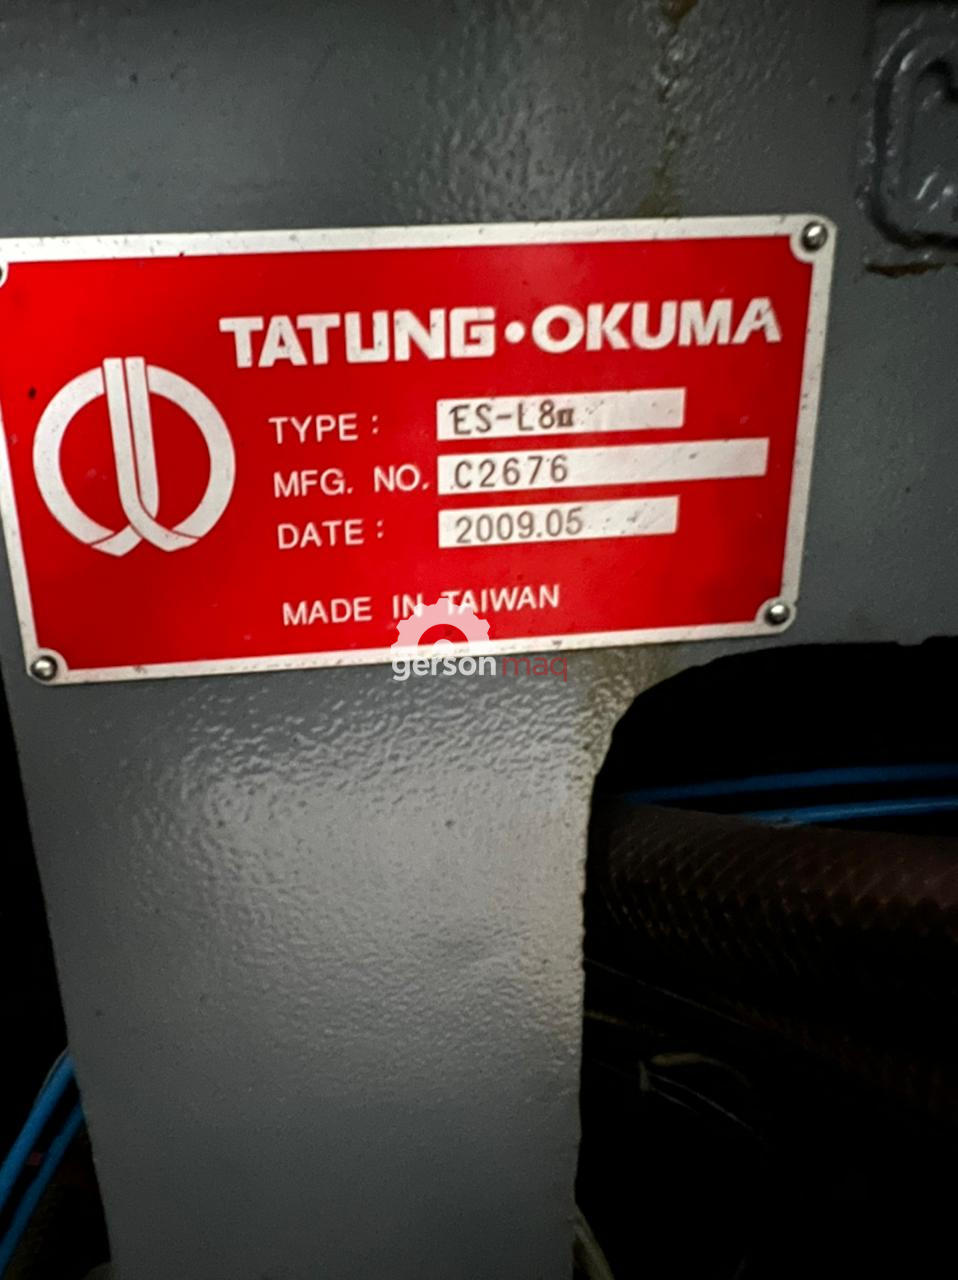 TATUNG·OKUMA
TYPE: ES-L8II
MFG. NO. C2676
DATE: 2009.05
MADE IN TAIWAN
gersonmaq